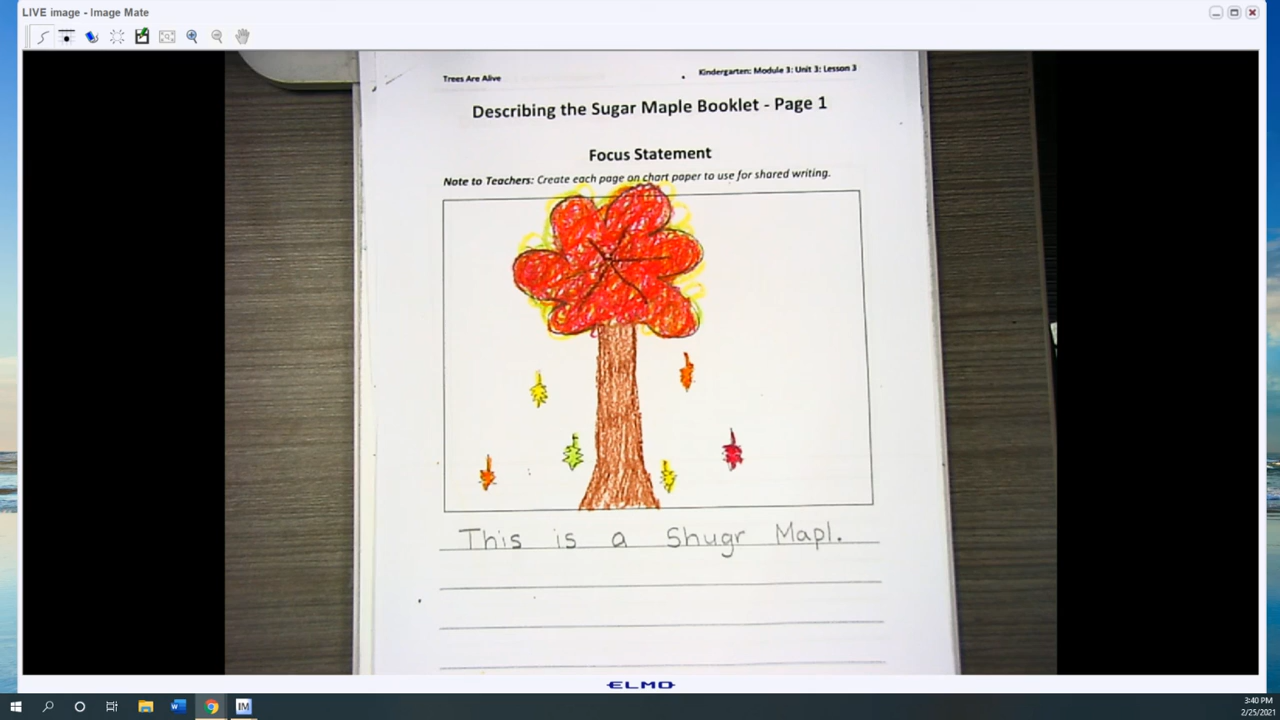 LIVE image - Image Mate
Trees Are Alive
Kindergarten: Module 3: Unit 3: Lesson 3
Describing the Sugar Maple Booklet - Page 1
Focus Statement
Note to Teachers: Create each page on chart paper to use for shared writing.
This is a Shugr Mapl.
ELMO
IM
3:40 PM
2/25/2021